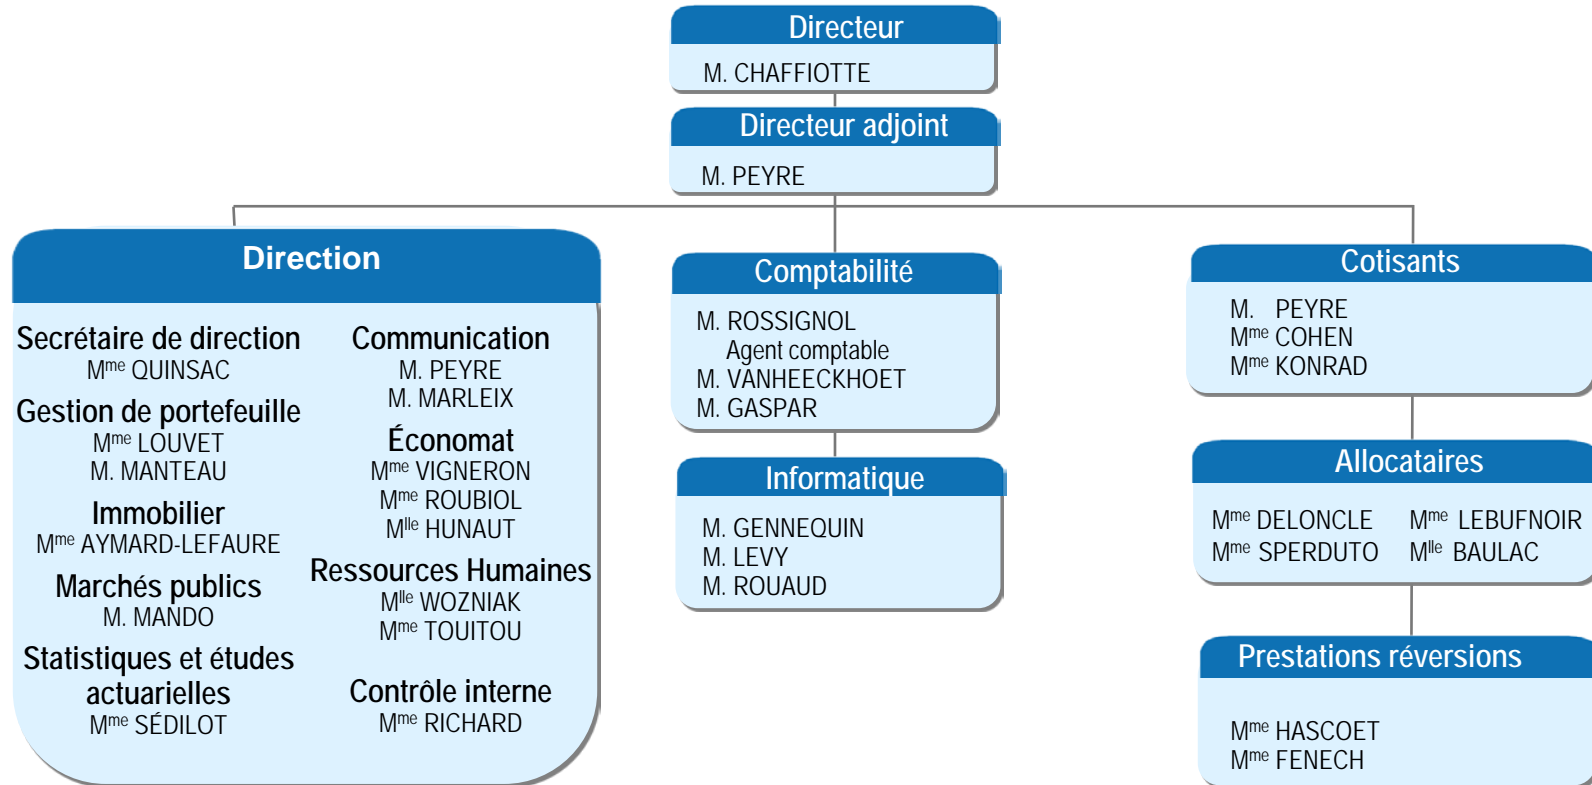 Directeur
M. CHAFFIOTTE
Directeur adjoint
M. PEYRE
Direction
Secrétaire de direction
Mme QUINSAC
Gestion de portefeuille
Mme LOUVET
M. MANTEAU
Immobilier
Mme AYMARD-LEFAURE
Marchés publics
M. MANDO
Statistiques et études
actuarielles
Mme SÉDILOT
Communication
M. PEYRE
M. MARLEIX
Économat
Mme VIGNERON
Mme ROUBIOL
Mlle HUNAUT
Ressources Humaines
Mlle WOZNIAK
Mme TOUITOU
Contrôle interne
Mme RICHARD
Comptabilité
M. ROSSIGNOL
Agent comptable
M. VANHEECKHOET
M. GASPAR
Informatique
M. GENNEQUIN
M. LEVY
M. ROUAUD
Cotisants
M. PEYRE
Mme COHEN
Mme KONRAD
Allocataires
Mme DELONCLE Mme LEBUFNOIR
Mme SPERDUTO Mlle BAULAC
Prestations réversions
Mme HASCOET
Mme FENECH